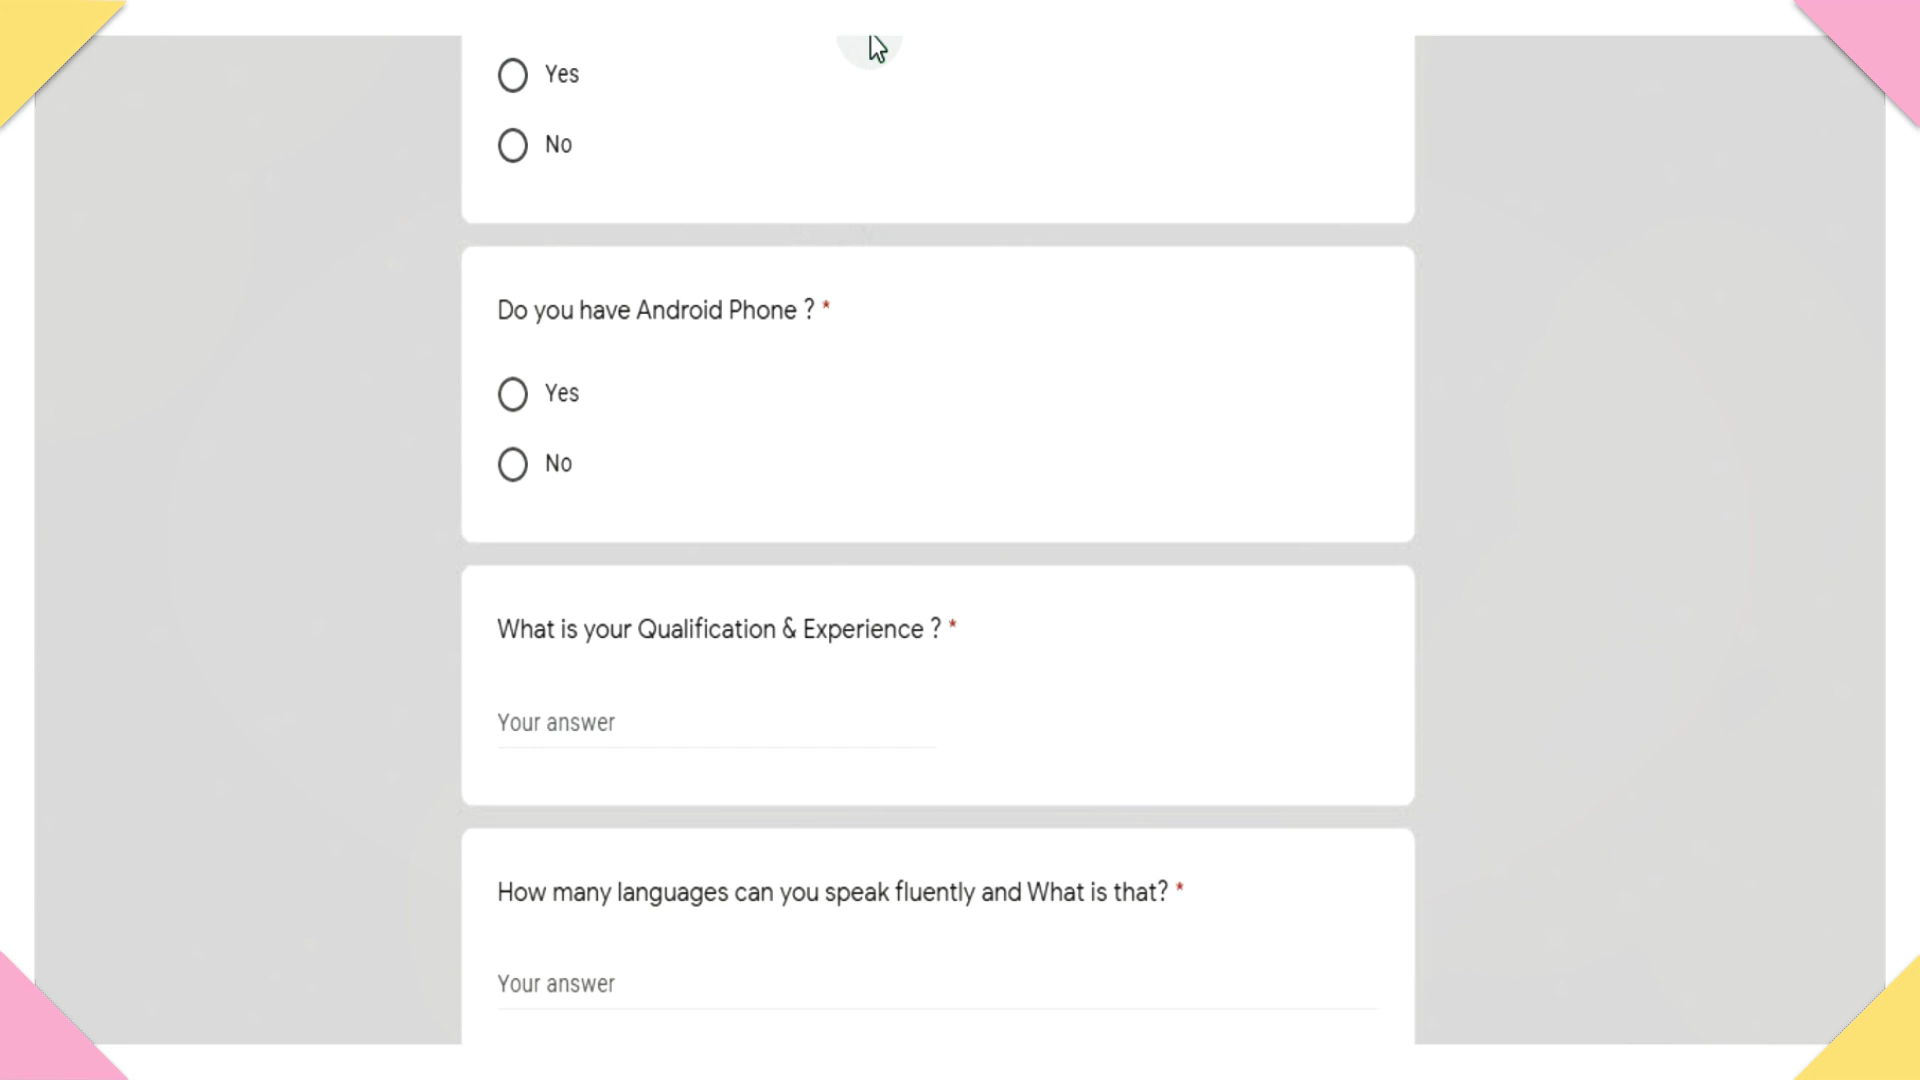 Yes
No
Do you have Android Phone ? *
Yes
No
What is your Qualification & Experience ? *
Your answer
How many languages can you speak fluently and What is that? *
Your answer